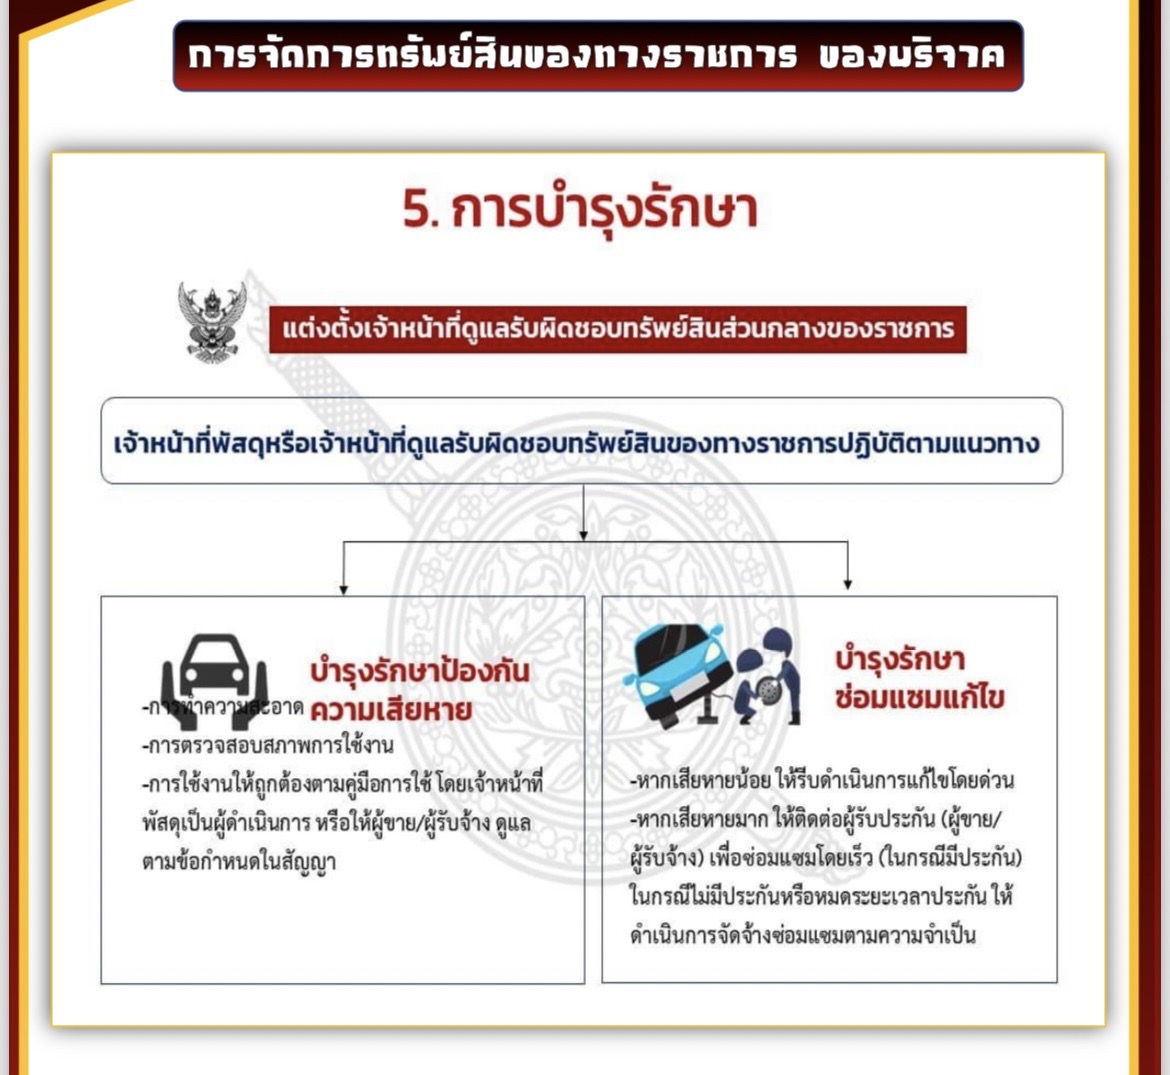 การจัดการทรัพย์สินของทางราชการ ของบริจาค
5. การบำรุงรักษา
แต่งตั้งเจ้าหน้าที่ดูแลรับผิดชอบทรัพย์สินส่วนกลางของราชการ
เจ้าหน้าที่พัสดุหรือเจ้าหน้าที่ดูแลรับผิดชอบทรัพย์สินของทางราชการปฏิบัติตามแนวทาง
บำรุงรักษาป้องกัน
ความเสียหาย
-การทำความสะอาด
-การตรวจสอบสภาพการใช้งาน
-การใช้งานให้ถูกต้องตามคู่มือการใช้ โดยเจ้าหน้าที่
พัสดุเป็นผู้ดำเนินการ หรือให้ผู้ขาย/ผู้รับจ้าง ดูแล
ตามข้อกำหนดในสัญญา
บำรุงรักษา
ซ่อมแซมแก้ไข
-หากเสียหายน้อย ให้รีบดำเนินการแก้ไขโดยด่วน
-หากเสียหายมาก ให้ติดต่อผู้รับประกัน (ผู้ขาย/
ผู้รับจ้าง) เพื่อซ่อมแซมโดยเร็ว (ในกรณีมีประกัน)
ในกรณีไม่มีประกันหรือหมดระยะเวลาประกัน ให้
ดำเนินการจัดจ้างซ่อมแซมตามความจำเป็น